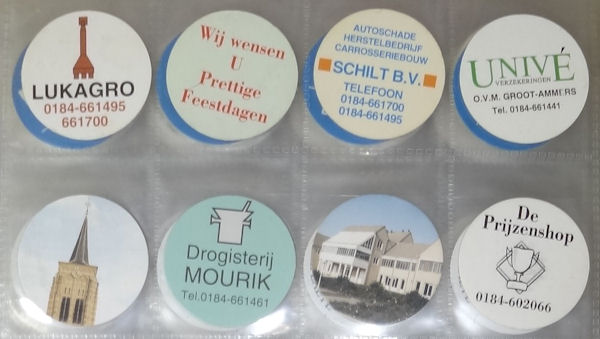 LUKAGRO
0184-661495
661700
Wij wensen
U
Prettige
Feestdagen
AUTOSCHADE
HERSTELBEDRIJF
CARROSSERIEBOUW
SCHILT B.V.
TELEFOON
0184-661700
0184-661495
UNIVÉ
VERZEKERINGEN
O.V.M. GROOT-AMMERS
Tel. 0184-661441
Drogisterij
MOURIK
Tel.0184-661461
De
Prijzenshop
0184-602066